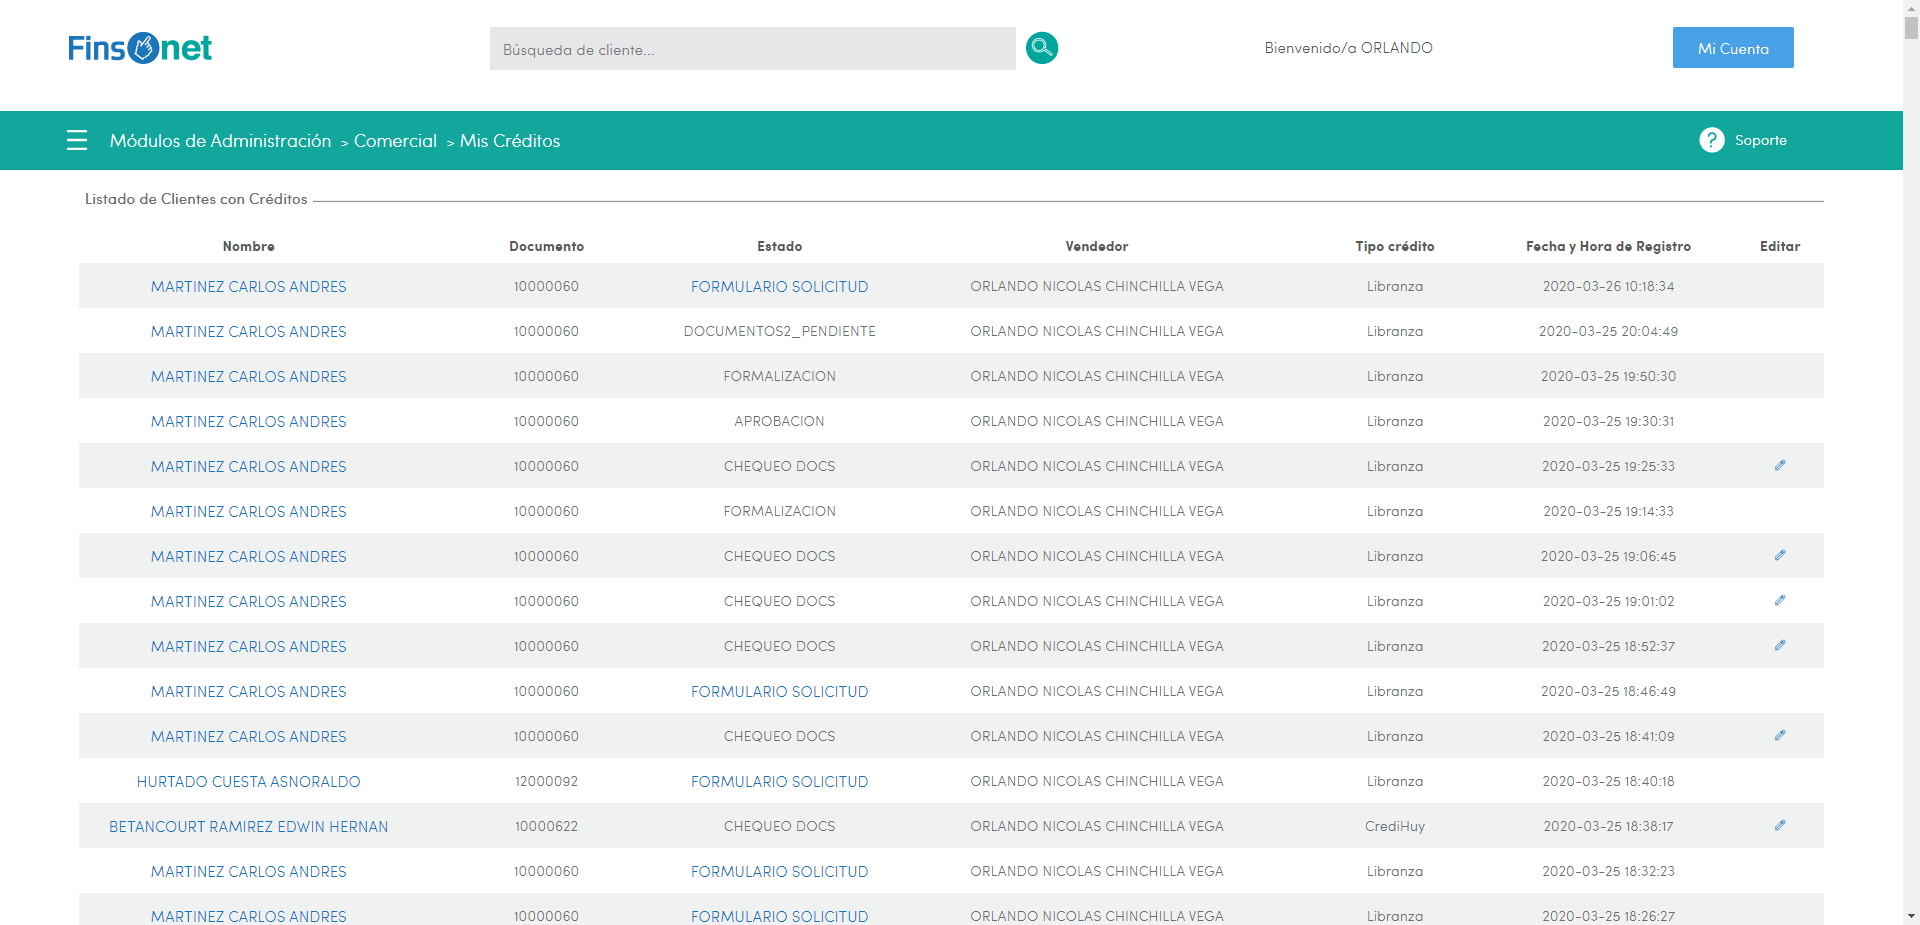 Finsonet
Búsqueda de cliente...
Bienvenido/a ORLANDO
Mi Cuenta
Módulos de Administración > Comercial > Mis Créditos
Soporte
Listado de Clientes con Créditos
Nombre Documento Estado Vendedor Tipo crédito Fecha y Hora de Registro Editar
MARTINEZ CARLOS ANDRES 10000060 FORMULARIO SOLICITUD ORLANDO NICOLAS CHINCHILLA VEGA Libranza 2020-03-26 10:18:34
MARTINEZ CARLOS ANDRES 10000060 DOCUMENTOS2_PENDIENTE ORLANDO NICOLAS CHINCHILLA VEGA Libranza 2020-03-25 20:04:49
MARTINEZ CARLOS ANDRES 10000060 FORMALIZACION ORLANDO NICOLAS CHINCHILLA VEGA Libranza 2020-03-25 19:50:30
MARTINEZ CARLOS ANDRES 10000060 APROBACION ORLANDO NICOLAS CHINCHILLA VEGA Libranza 2020-03-25 19:30:31
MARTINEZ CARLOS ANDRES 10000060 CHEQUEO DOCS ORLANDO NICOLAS CHINCHILLA VEGA Libranza 2020-03-25 19:25:33
MARTINEZ CARLOS ANDRES 10000060 FORMALIZACION ORLANDO NICOLAS CHINCHILLA VEGA Libranza 2020-03-25 19:14:33
MARTINEZ CARLOS ANDRES 10000060 CHEQUEO DOCS ORLANDO NICOLAS CHINCHILLA VEGA Libranza 2020-03-25 19:06:45
MARTINEZ CARLOS ANDRES 10000060 CHEQUEO DOCS ORLANDO NICOLAS CHINCHILLA VEGA Libranza 2020-03-25 19:01:02
MARTINEZ CARLOS ANDRES 10000060 CHEQUEO DOCS ORLANDO NICOLAS CHINCHILLA VEGA Libranza 2020-03-25 18:52:37
MARTINEZ CARLOS ANDRES 10000060 FORMULARIO SOLICITUD ORLANDO NICOLAS CHINCHILLA VEGA Libranza 2020-03-25 18:46:49
MARTINEZ CARLOS ANDRES 10000060 CHEQUEO DOCS ORLANDO NICOLAS CHINCHILLA VEGA Libranza 2020-03-25 18:41:09
HURTADO CUESTA ASNORALDO 12000092 FORMULARIO SOLICITUD ORLANDO NICOLAS CHINCHILLA VEGA Libranza 2020-03-25 18:40:18
BETANCOURT RAMIREZ EDWIN HERNAN 10000622 CHEQUEO DOCS ORLANDO NICOLAS CHINCHILLA VEGA CrediHuy 2020-03-25 18:38:17
MARTINEZ CARLOS ANDRES 10000060 FORMULARIO SOLICITUD ORLANDO NICOLAS CHINCHILLA VEGA Libranza 2020-03-25 18:32:23
MARTINEZ CARLOS ANDRES 10000060 FORMULARIO SOLICITUD ORLANDO NICOLAS CHINCHILLA VEGA Libranza 2020-03-25 18:26:27